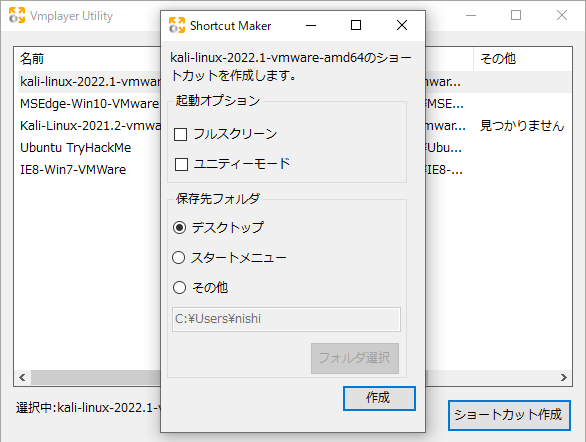 Vmplayer Utility
Shortcut Maker
名前
その他
kali-linux-2022.1-vmwar
mwar...
MSEdge-Win10-VMware
¥MSE...
Kali-Linux-2021.2-vmwa
mwar...
見つかりません
Ubuntu TryHackMe
¥Ubu...
IE8-Win7-VMWare
¥IE8-...
kali-linux-2022.1-vmware-amd64のショー
トカットを作成します。
起動オプション
フルスクリーン
ユニティーモード
保存先フォルダ
デスクトップ
スタートメニュー
その他
C:¥Users¥nishi
フォルダ選択
作成
選択中:kali-linux-2022.1-v
ショートカット作成